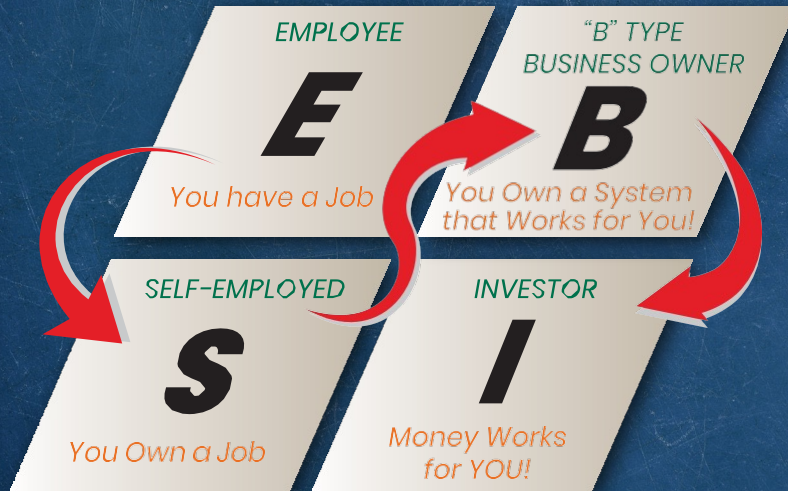 EMPLOYEE
E
You have a Job
"B" TYPE
BUSINESS OWNER
B
You Own a System
that Works for You!
SELF-EMPLOYED
S
You Own a Job
INVESTOR
I
Money Works
for YOU!